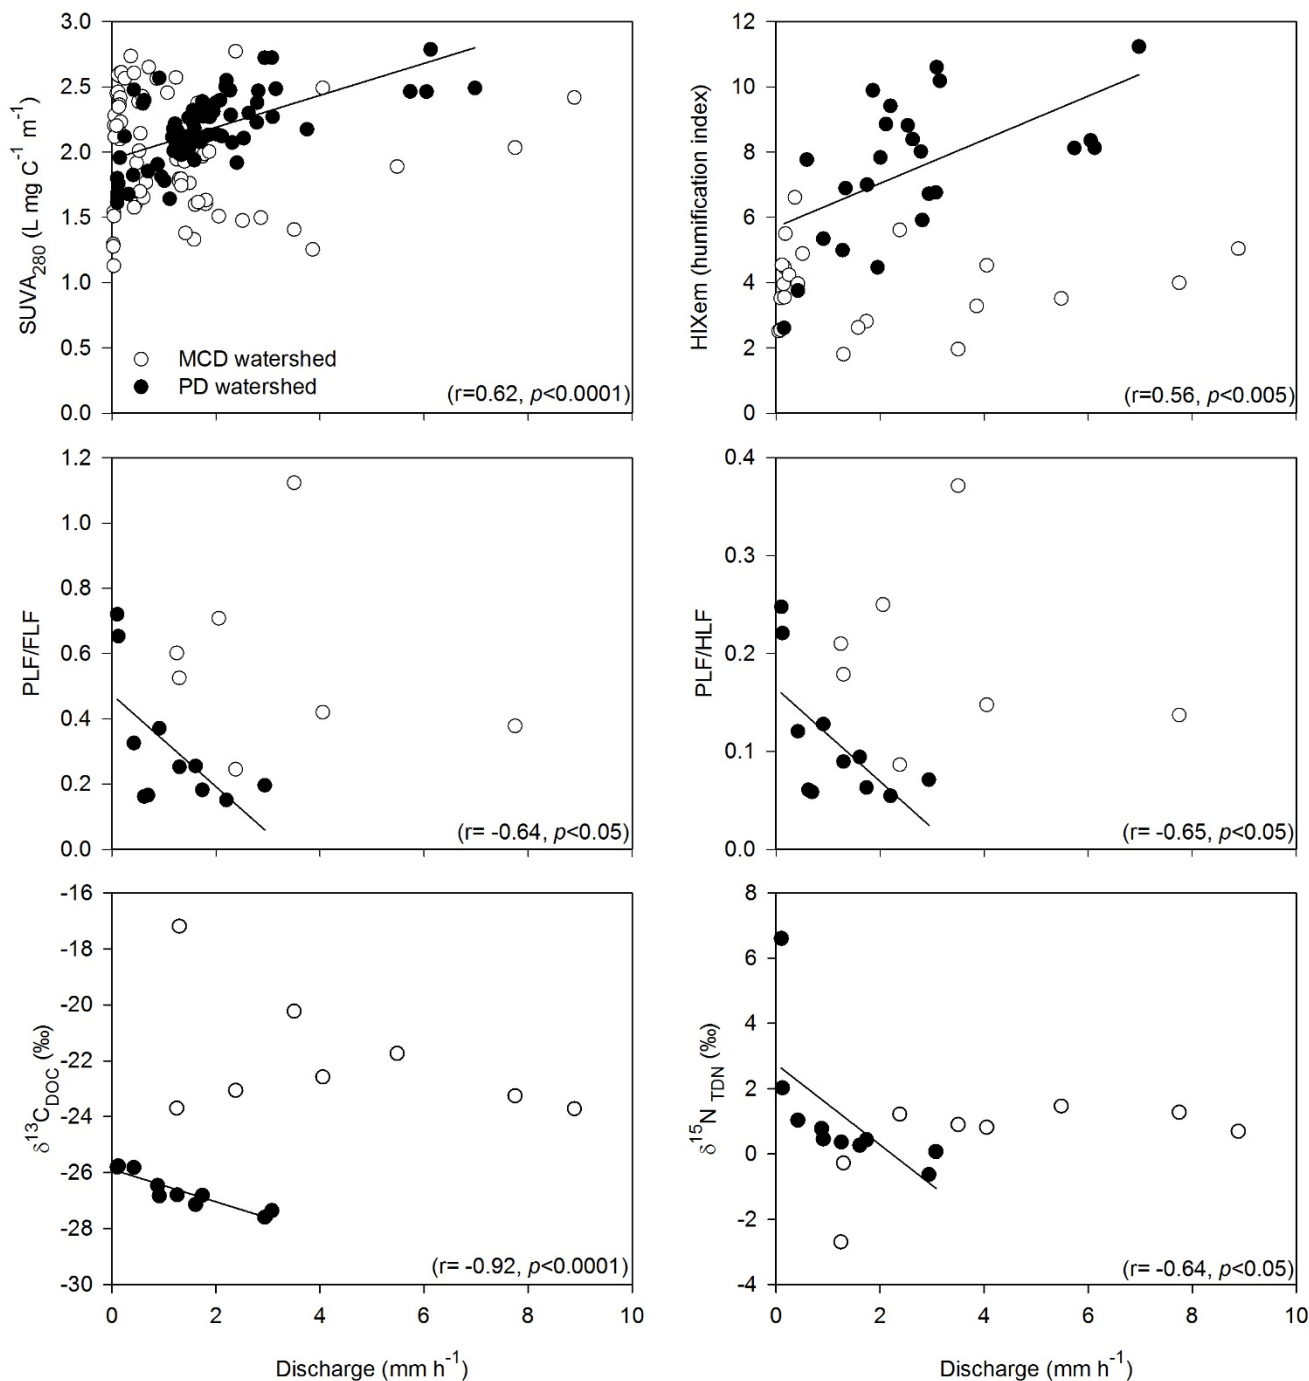 3.0
2.5
2.0
1.5
1.0
0.5
0.0
SUVA280 (L mg C-1 m-1)
MCD watershed
PD watershed
(r=0.62, p<0.0001)
12
10
8
6
4
2
0
HIXem (humification index)
(r=0.56, p<0.005)
1.2
1.0
0.8
0.6
0.4
0.2
0.0
PLF/FLF
(r= -0.64, p<0.05)
0.4
0.3
0.2
0.1
0.0
PLF/HLF
(r= -0.65, p<0.05)
-16
-18
-20
-22
-24
-26
-28
-30
δ13CDOC (‰)
(r= -0.92, p<0.0001)
0 2 4 6 8 10
Discharge (mm h-1)
8
6
4
2
0
-2
-4
δ15N TDN (‰)
(r= -0.64, p<0.05)
0 2 4 6 8 10
Discharge (mm h-1)